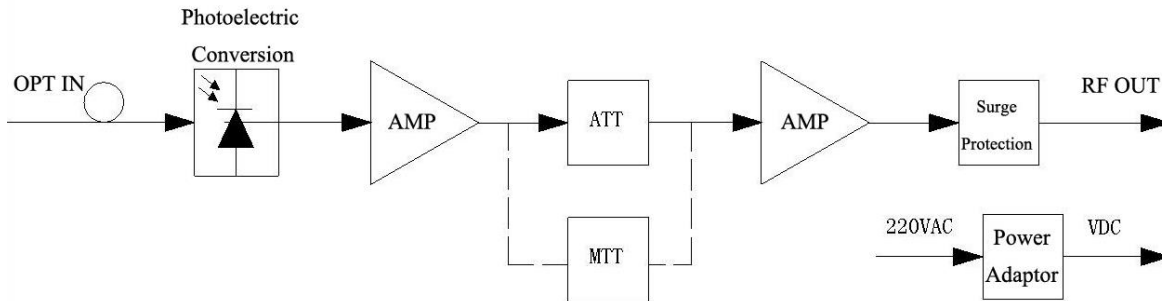 Photoelectric
Conversion
OPT IN
AMP
ATT
AMP
Surge
Protection
RF OUT
MTT
220VAC
Power
Adaptor
VDC